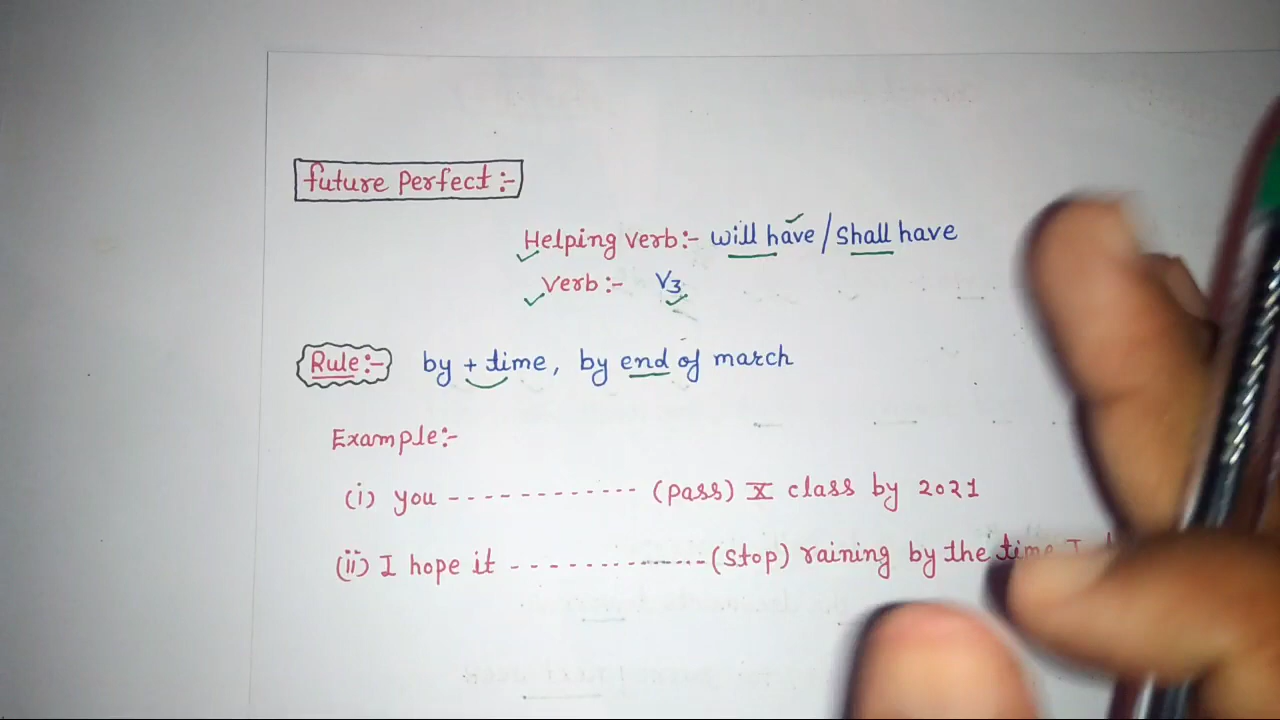 future Perfect :-
Helping verb:- will have / Shall have
Verb :- V3
Rule:- by + time, by end of march
Example:-
(i) you ------------ (pass) X class by 2021
(ii) I hope it -------------- (stop) raining by the time I